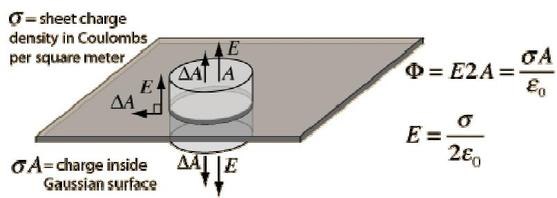 σ = sheet charge
density in Coulombs
per square meter
E
ΔA
A
E
ΔA
Φ = E2A = σA/ε₀
E = σ/2ε₀
σA = charge inside
Gaussian surface
ΔA
E